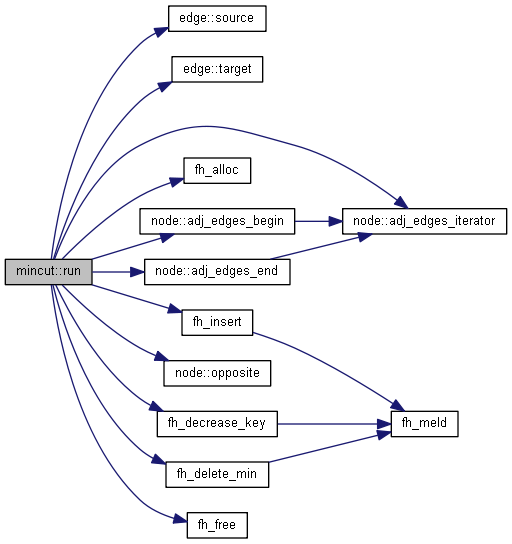 edge::source
edge::target
fh_alloc
node::adj_edges_begin
node::adj_edges_iterator
mincut::run
node::adj_edges_end
fh_insert
node::opposite
fh_decrease_key
fh_meld
fh_delete_min
fh_free